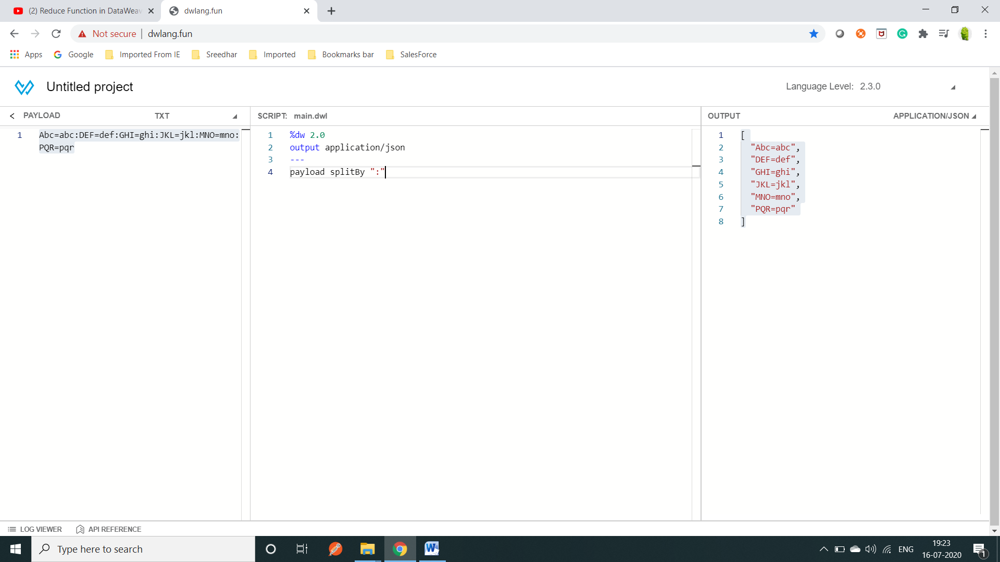 (2) Reduce Function in DataWeav
dwlang.fun
Not secure | dwlang.fun
Apps Google Imported From IE Sreedhar Imported Bookmarks bar SalesForce
Untitled project
Language Level: 2.3.0
< PAYLOAD TXT
1 Abc=abc:DEF=def:GHI=ghi:JKL=jkl:MNO=mno:
PQR=pqr
SCRIPT: main.dwl
1 %dw 2.0
2 output application/json
3 ---
4 payload splitBy ":"
OUTPUT APPLICATION/JSON
1 [
2 "Abc=abc",
3 "DEF=def",
4 "GHI=ghi",
5 "JKL=jkl",
6 "MNO=mno",
7 "PQR=pqr"
8 ]
LOG VIEWER API REFERENCE
Type here to search
ENG
19:23
16-07-2020
1